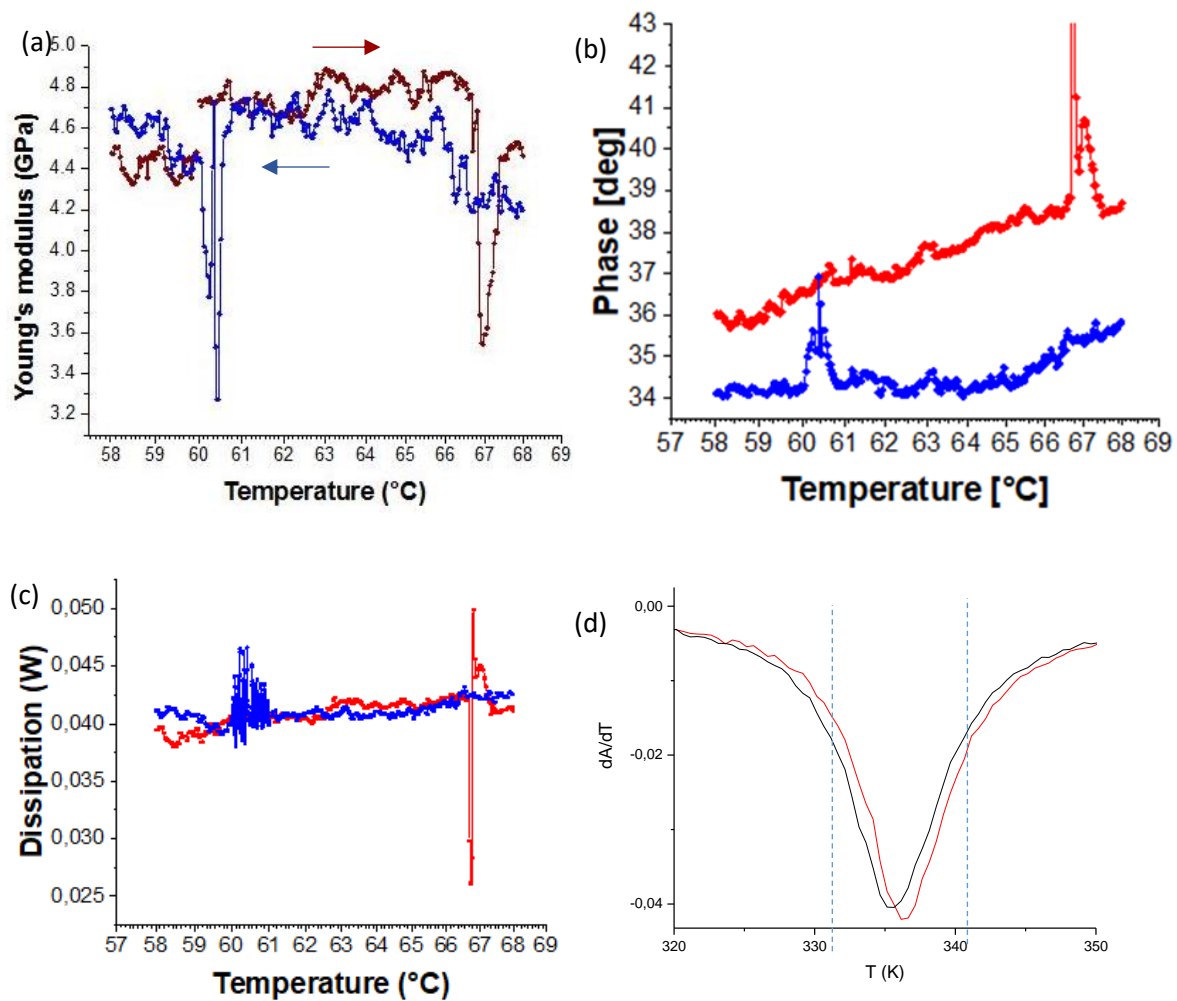 (a)
Young's modulus (GPa)
5.0
4.8
4.6
4.4
4.2
4.0
3.8
3.6
3.4
3.2
58 59 60 61 62 63 64 65 66 67 68 69
Temperature (°C)
(b)
Phase [deg]
43
42
41
40
39
38
37
36
35
34
57 58 59 60 61 62 63 64 65 66 67 68 69
Temperature [°C]
(c)
Dissipation (W)
0,050
0,045
0,040
0,035
0,030
0,025
57 58 59 60 61 62 63 64 65 66 67 68 69
Temperature (°C)
(d)
dA/dT
0,00
-0,02
-0,04
320 330 340 350
T (K)